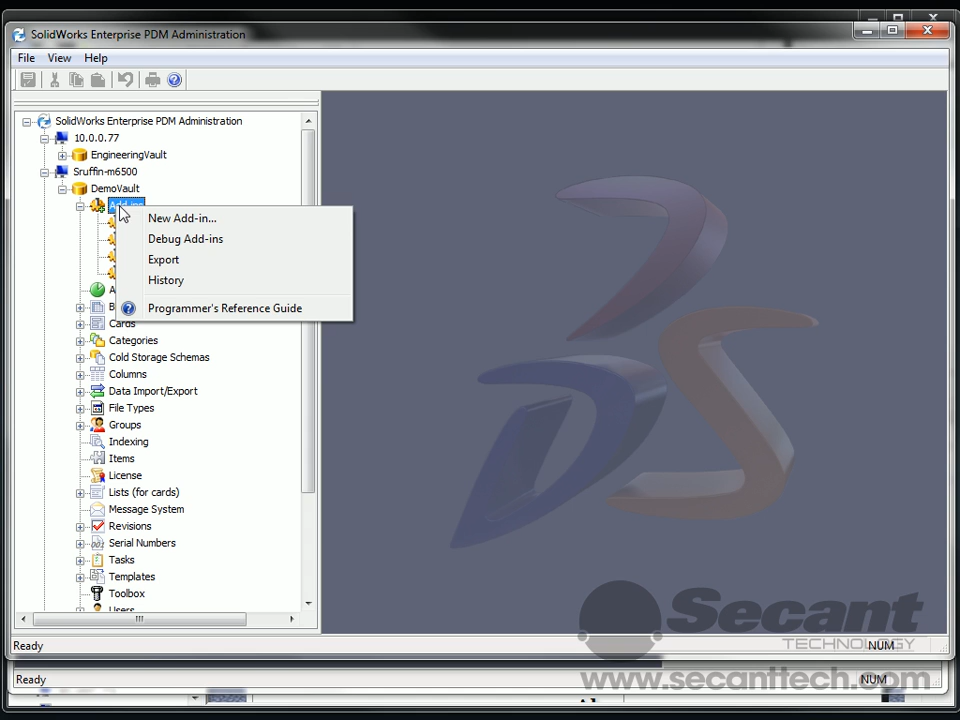 SolidWorks Enterprise PDM Administration
File View Help
SolidWorks Enterprise PDM Administration
10.0.0.77
EngineeringVault
Sruffin-m6500
DemoVault
Add-ins
New Add-in...
Debug Add-ins
Export
History
Programmer's Reference Guide
Cards
Categories
Cold Storage Schemas
Columns
Data Import/Export
File Types
Groups
Indexing
Items
License
Lists (for cards)
Message System
Revisions
Serial Numbers
Tasks
Templates
Toolbox
Users
Secant
TECHNOLOGY
Ready NUM
Ready NUM
www.secanttech.com